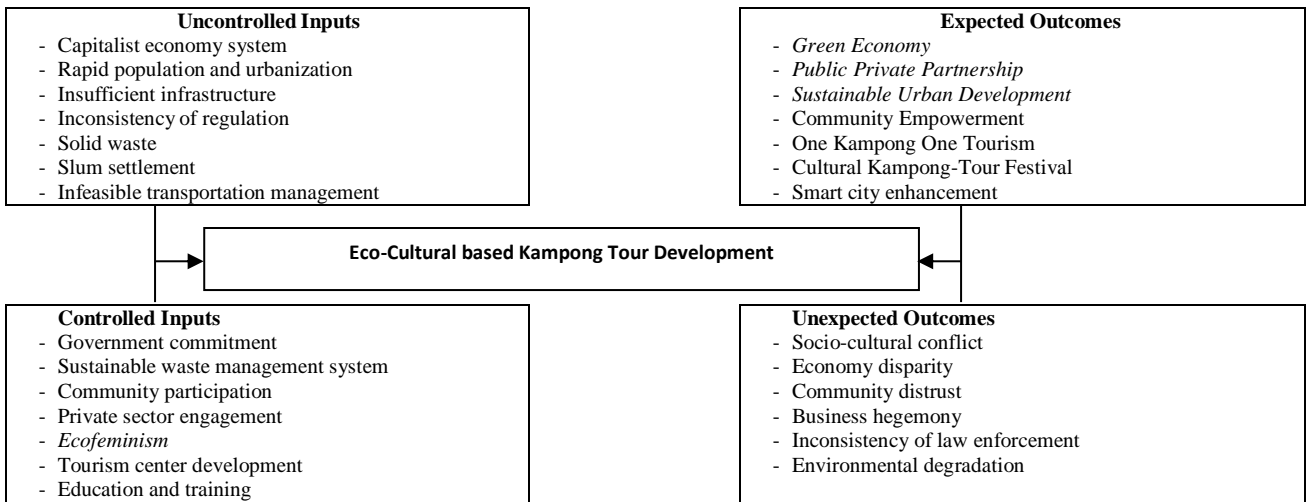 Uncontrolled Inputs
- Capitalist economy system
- Rapid population and urbanization
- Insufficient infrastructure
- Inconsistency of regulation
- Solid waste
- Slum settlement
- Infeasible transportation management
Expected Outcomes
- Green Economy
- Public Private Partnership
- Sustainable Urban Development
- Community Empowerment
- One Kampong One Tourism
- Cultural Kampong-Tour Festival
- Smart city enhancement
Eco-Cultural based Kampong Tour Development
Controlled Inputs
- Government commitment
- Sustainable waste management system
- Community participation
- Private sector engagement
- Ecofeminism
- Tourism center development
- Education and training
Unexpected Outcomes
- Socio-cultural conflict
- Economy disparity
- Community distrust
- Business hegemony
- Inconsistency of law enforcement
- Environmental degradation